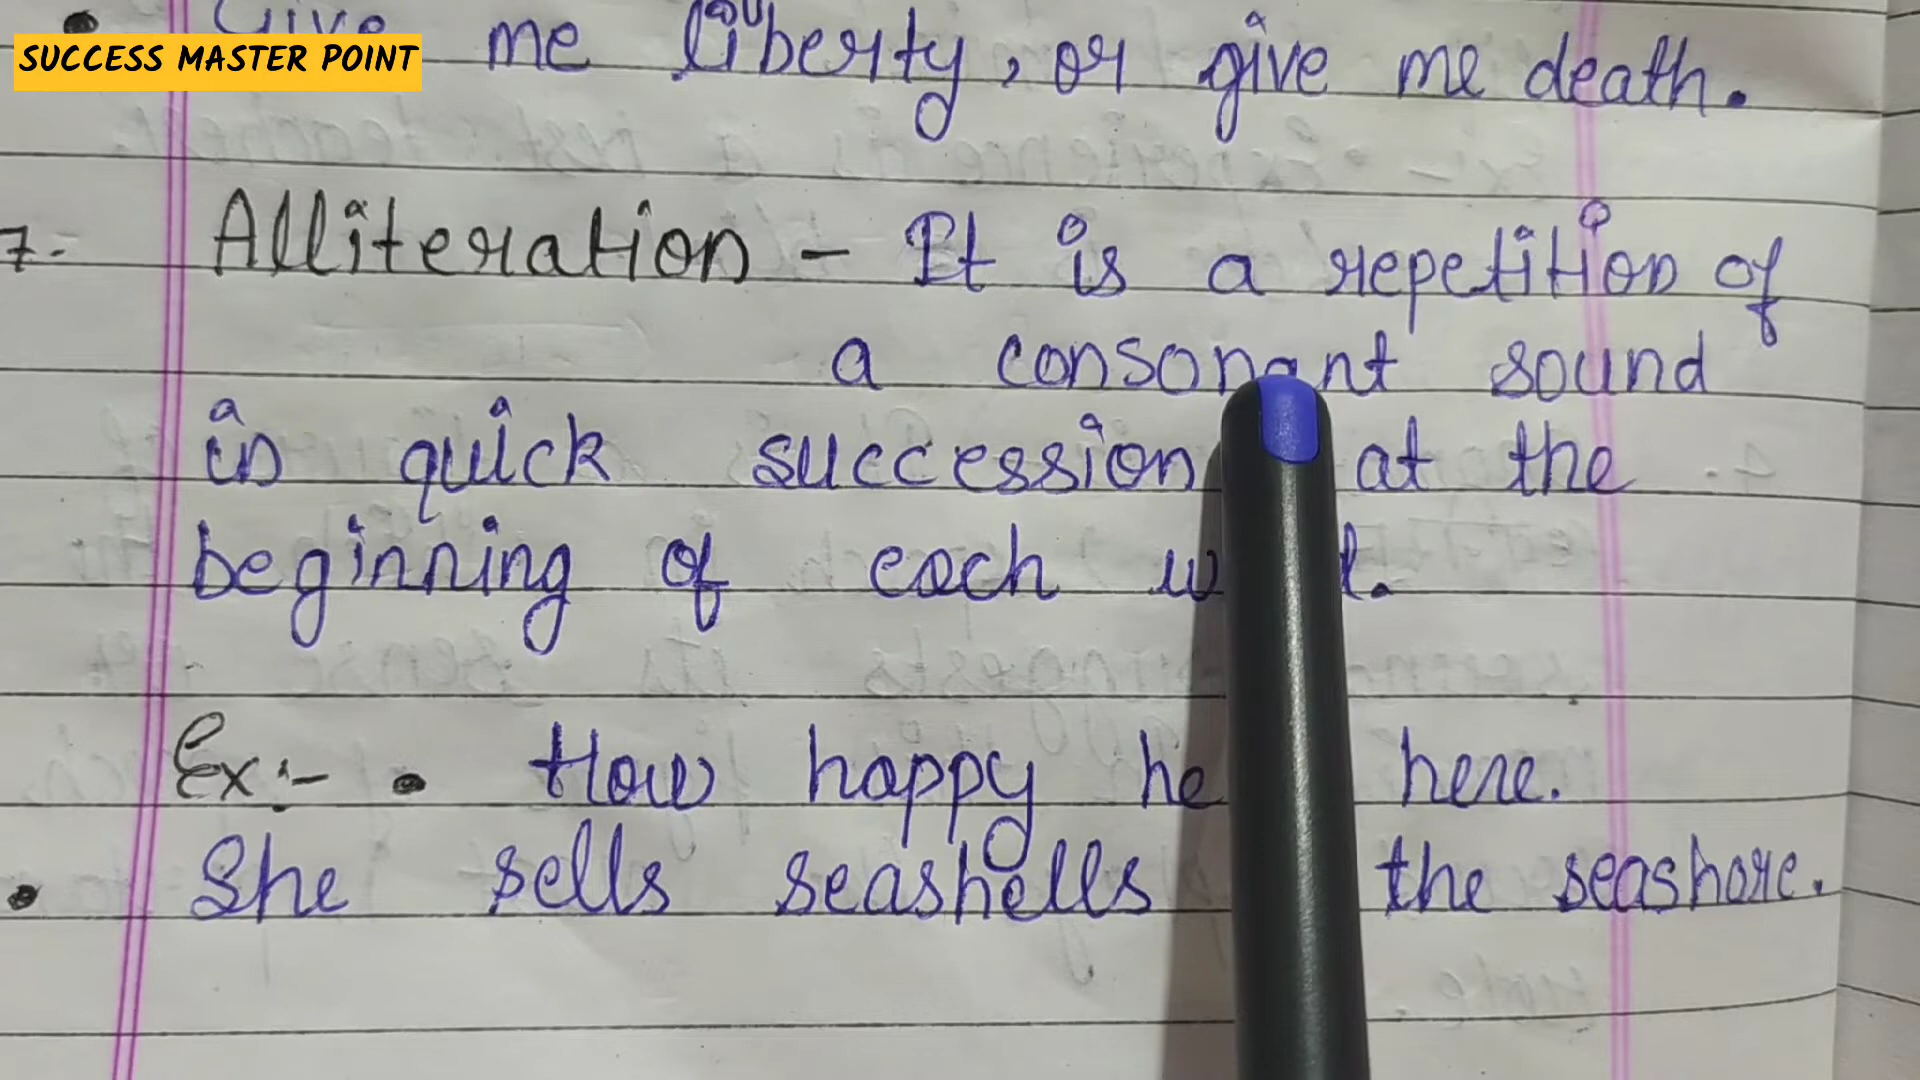 SUCCESS MASTER POINT
• Give me liberty, or give me death.
7. Alliteration - It is a repetition of
a consonant sound
in quick succession at the
beginning of each
Ex:- • How happy he here.
• She sells seashells the seashore.